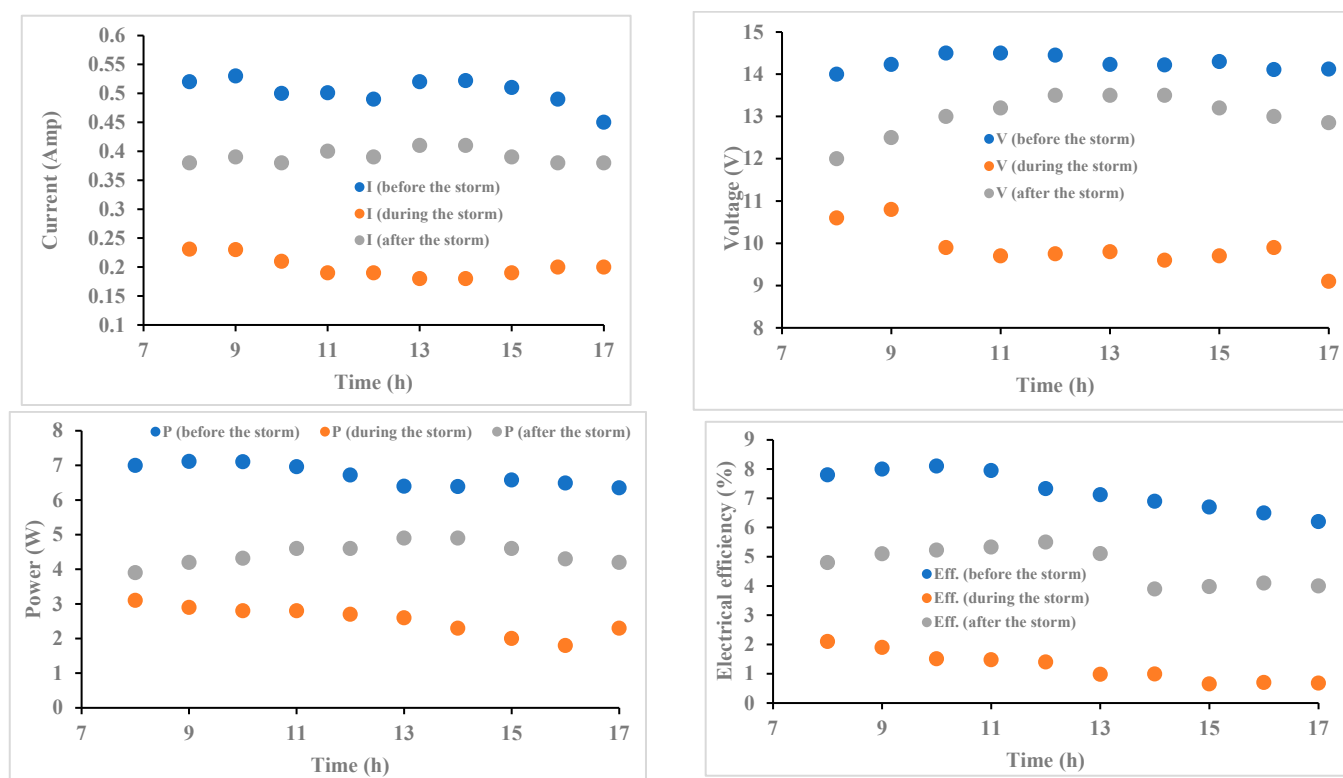 0.6
0.55
0.5
0.45
0.4
0.35
0.3
0.25
0.2
0.15
0.1
Current (Amp)
I (before the storm)
I (during the storm)
I (after the storm)
7 9 11 13 15 17
Time (h)
15
14
13
12
11
10
9
8
Voltage (V)
V (before the storm)
V (during the storm)
V (after the storm)
7 9 11 13 15 17
Time (h)
P (before the storm) P (during the storm) P (after the storm)
8
7
6
5
4
3
2
1
0
Power (W)
7 9 11 13 15 17
Time (h)
9
8
7
6
5
4
3
2
1
0
Electrical efficiency (%)
Eff. (before the storm)
Eff. (during the storm)
Eff. (after the storm)
7 9 11 13 15 17
Time (h)